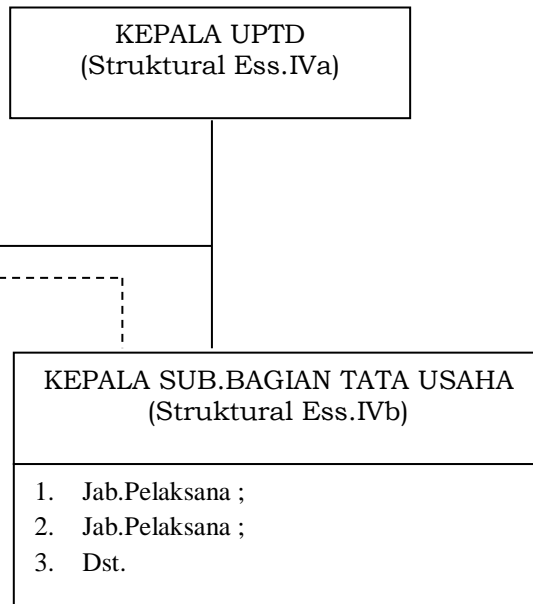 KEPALA UPTD
(Struktural Ess.IVa)
KEPALA SUB.BAGIAN TATA USAHA
(Struktural Ess.IVb)
1. Jab.Pelaksana ;
2. Jab.Pelaksana ;
3. Dst.